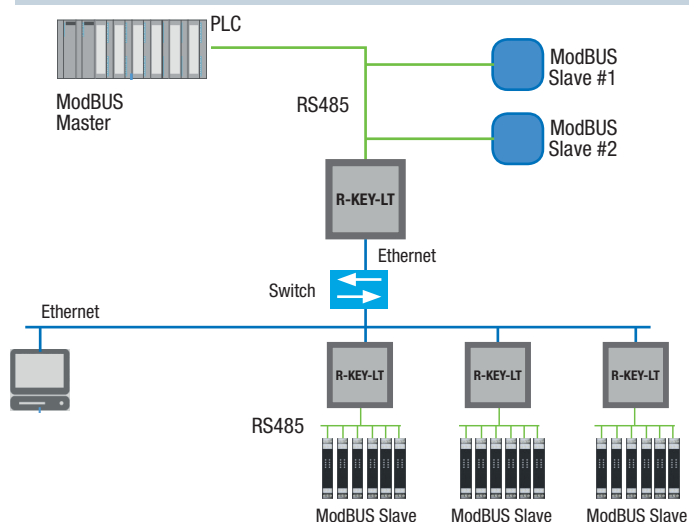 PLC
ModBUS
Master
ModBUS
Slave #1
RS485
ModBUS
Slave #2
R-KEY-LT
Ethernet
Switch
Ethernet
R-KEY-LT
R-KEY-LT
R-KEY-LT
RS485
ModBUS Slave
ModBUS Slave
ModBUS Slave